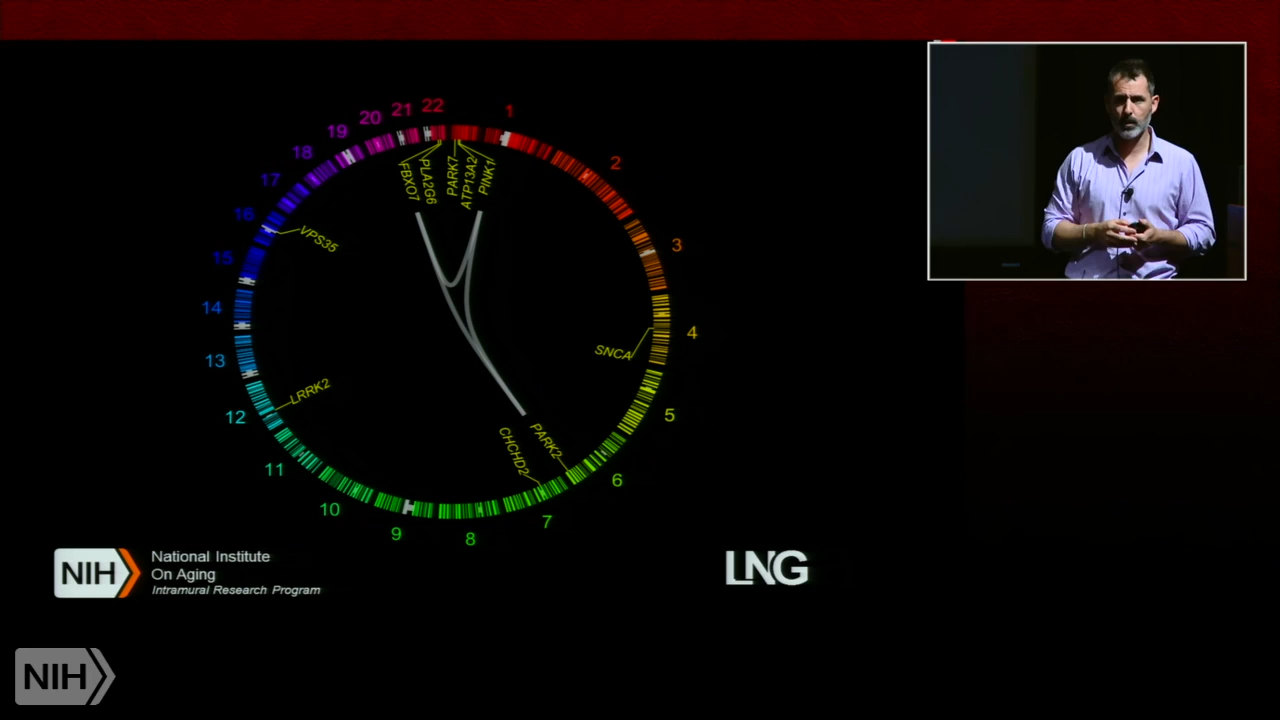 1
2
3
4
5
6
7
8
9
10
11
12
13
14
15
16
17
18
19
20
21
22
FBXO7
PLA2G6
PARK7
ATP13A2
PINK1
VPS35
SNCA
LRRK2
CHCHD2
PARK2
NIH
National Institute
On Aging
Intramural Research Program
LNG
NIH